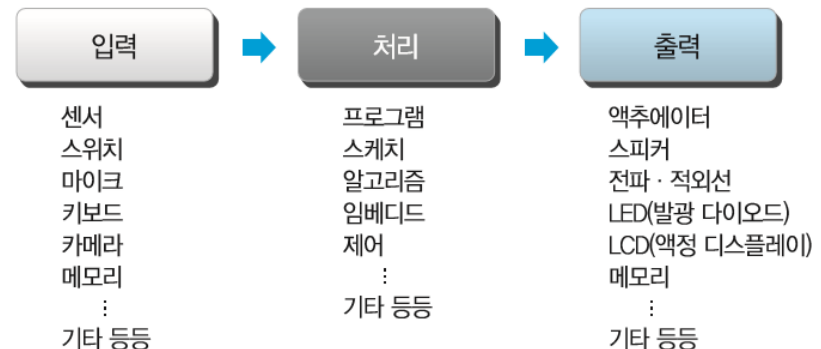 입력
처리
출력
센서
스위치
마이크
키보드
카메라
메모리
⋮
기타 등등
프로그램
스케치
알고리즘
임베디드
제어
⋮
기타 등등
액추에이터
스피커
전파 · 적외선
LED(발광 다이오드)
LCD(액정 디스플레이)
메모리
⋮
기타 등등